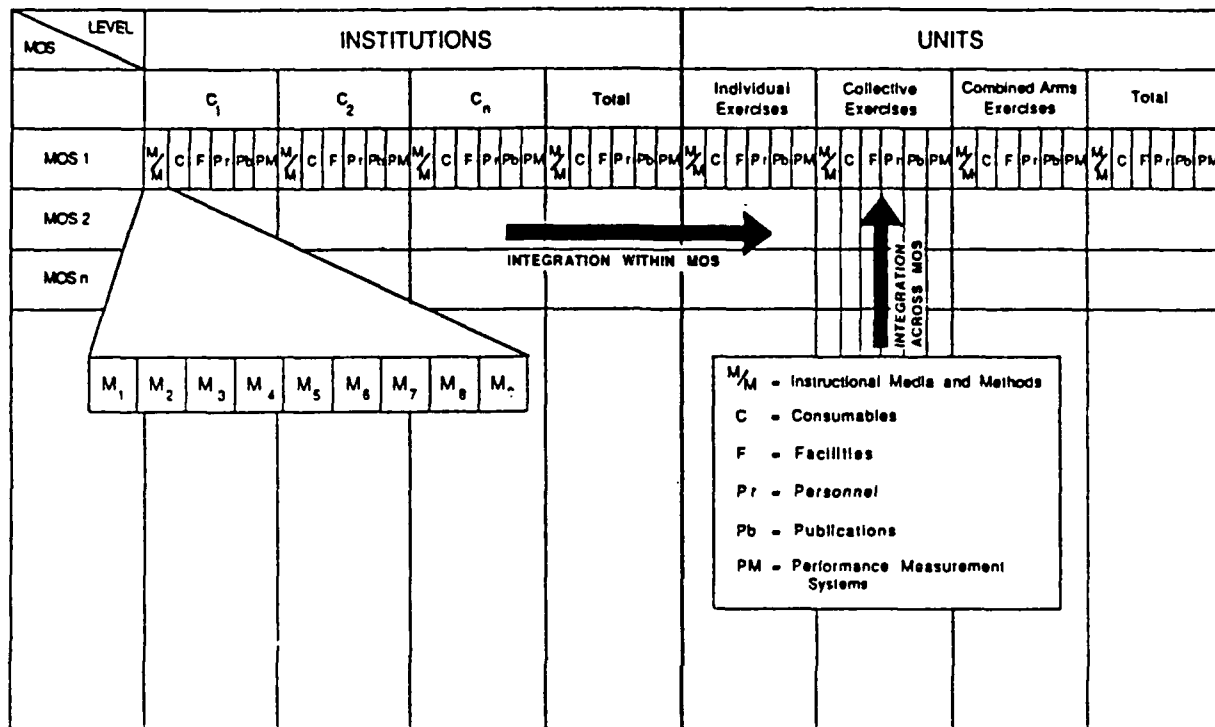 LEVEL
MOS
INSTITUTIONS
UNITS
C1
C2
Cn
Total
Individual Exercises
Collective Exercises
Combined Arms Exercises
Total
MOS 1
M/M C F Pr Pb PM M/M C F Pr Pb PM M/M C F Pr Pb PM M/M C F Pr Pb PM M/M C F Pr Pb PM M/M C F Pr Pb PM M/M C F Pr Pb PM M/M C F Pr Pb PM
MOS 2
INTEGRATION WITHIN MOS
MOS n
INTEGRATION
ACROSS MOS
M1 M2 M3 M4 M5 M6 M7 M8 M
M/M = Instructional Media and Methods
C = Consumables
F = Facilities
Pr = Personnel
Pb = Publications
PM = Performance Measurement
Systems